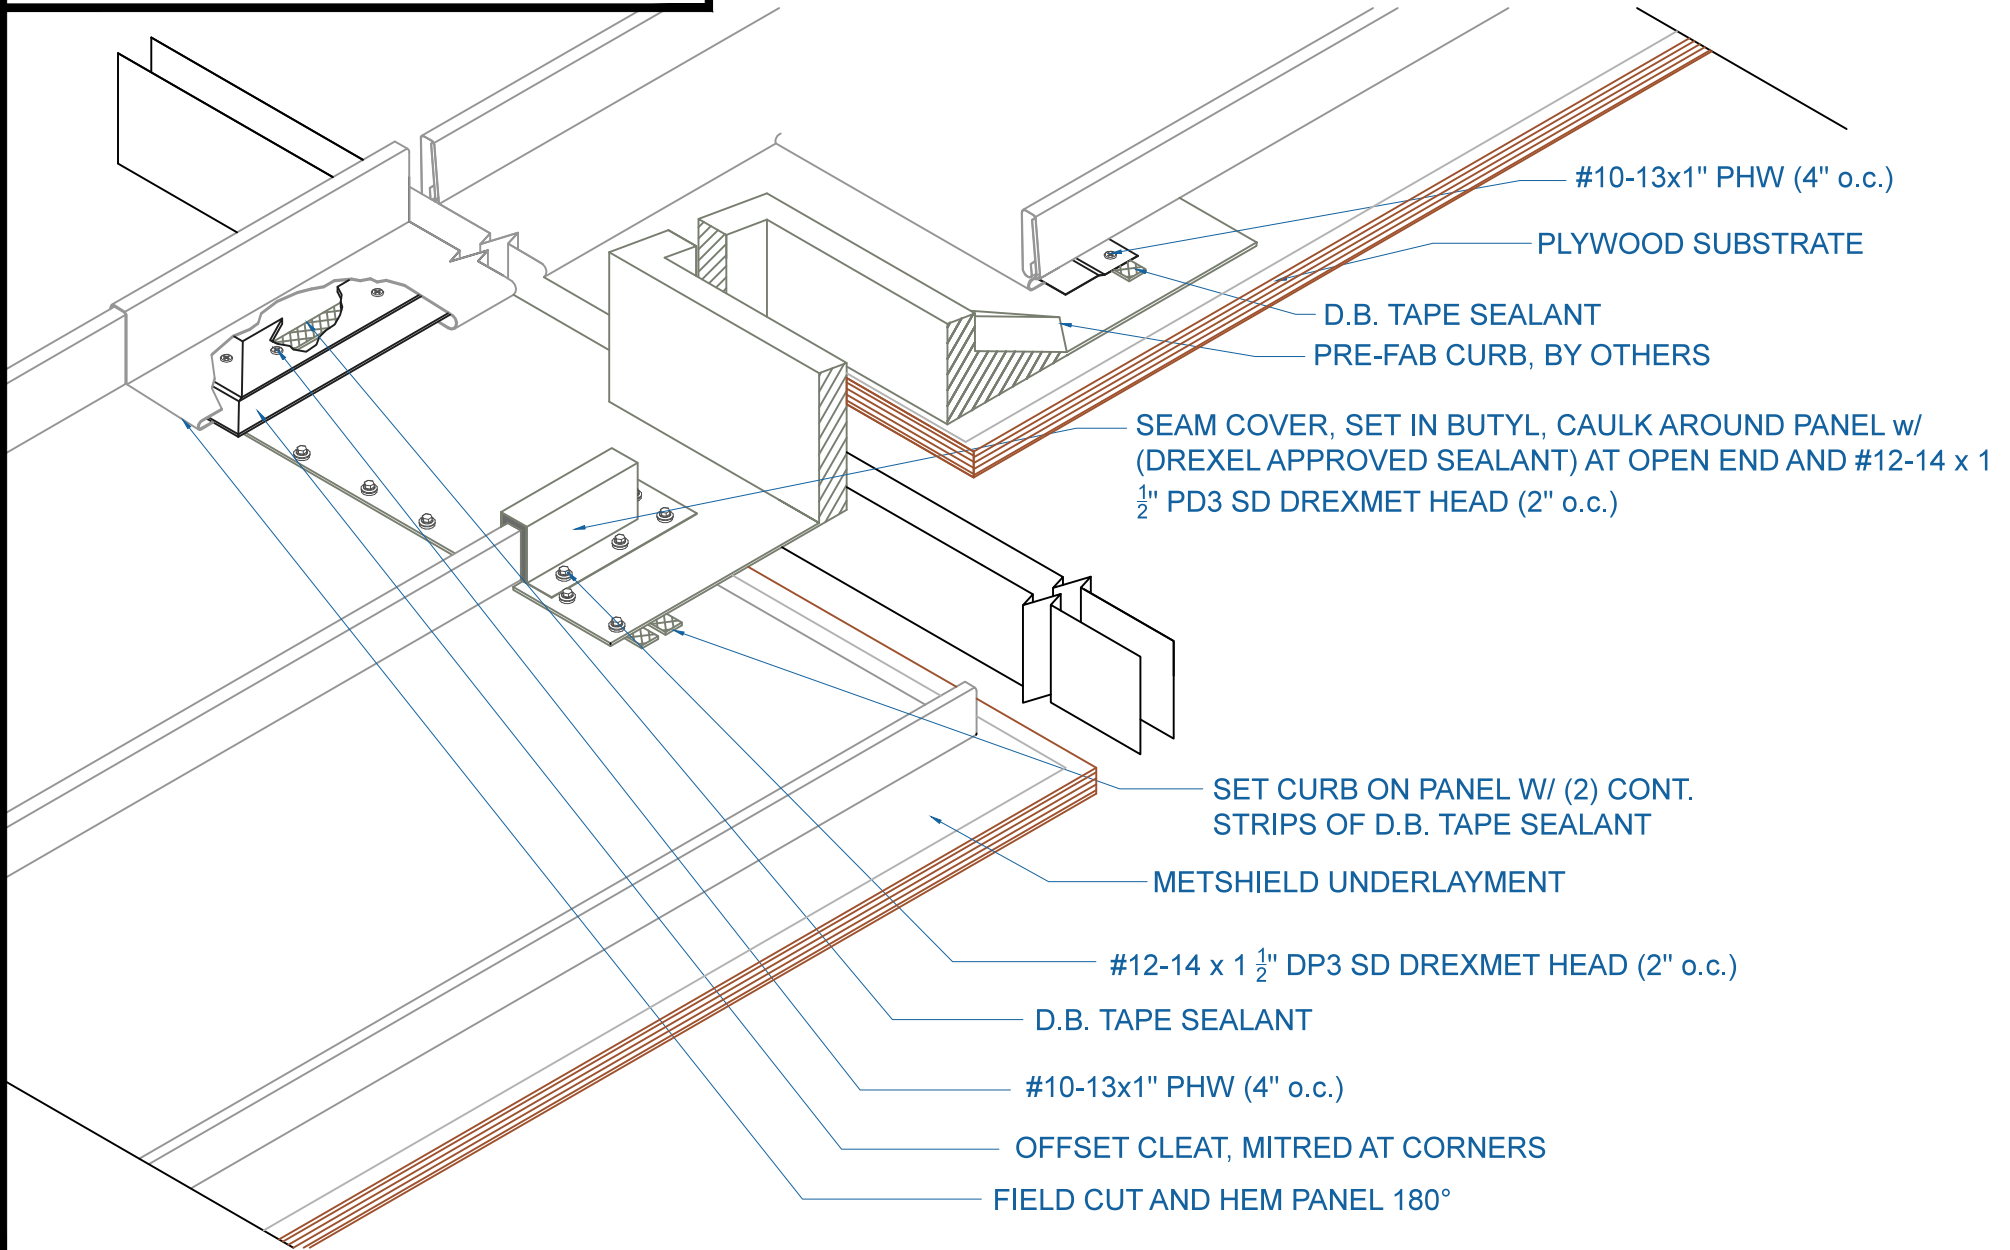 #10-13x1" PHW (4" o.c.)
PLYWOOD SUBSTRATE
D.B. TAPE SEALANT
PRE-FAB CURB, BY OTHERS
SEAM COVER, SET IN BUTYL, CAULK AROUND PANEL w/
(DREXEL APPROVED SEALANT) AT OPEN END AND #12-14 x 1
1/2" PD3 SD DREXMET HEAD (2" o.c.)
SET CURB ON PANEL W/ (2) CONT.
STRIPS OF D.B. TAPE SEALANT
METSHIELD UNDERLAYMENT
#12-14 x 1 1/2" DP3 SD DREXMET HEAD (2" o.c.)
D.B. TAPE SEALANT
#10-13x1" PHW (4" o.c.)
OFFSET CLEAT, MITRED AT CORNERS
FIELD CUT AND HEM PANEL 180°